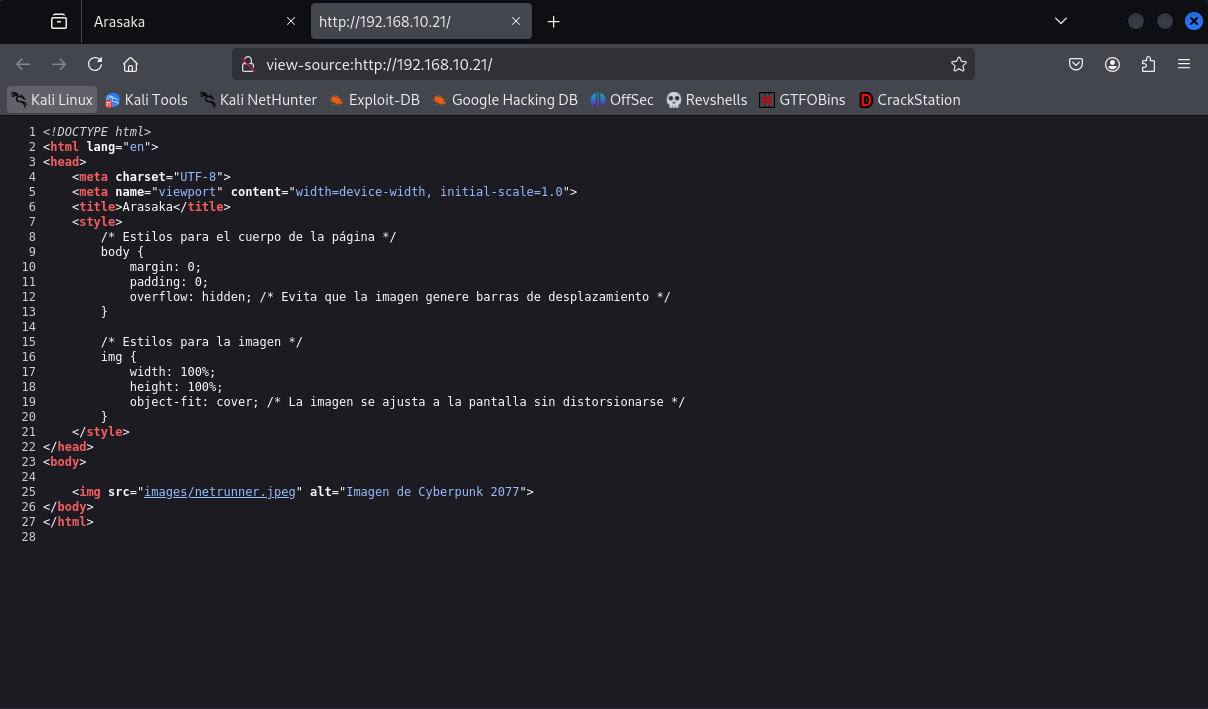 Arasaka
http://192.168.10.21/
view-source:http://192.168.10.21/
Kali Linux Kali Tools Kali NetHunter Exploit-DB Google Hacking DB OffSec Revshells GTFOBins CrackStation
1 <!DOCTYPE html>
2 <html lang="en">
3 <head>
4     <meta charset="UTF-8">
5     <meta name="viewport" content="width=device-width, initial-scale=1.0">
6     <title>Arasaka</title>
7     <style>
8         /* Estilos para el cuerpo de la página */
9         body {
10             margin: 0;
11             padding: 0;
12             overflow: hidden; /* Evita que la imagen genere barras de desplazamiento */
13         }
14
15         /* Estilos para la imagen */
16         img {
17             width: 100%;
18             height: 100%;
19             object-fit: cover; /* La imagen se ajusta a la pantalla sin distorsionarse */
20         }
21     </style>
22 </head>
23 <body>
24
25     <img src="images/netrunner.jpeg" alt="Imagen de Cyberpunk 2077">
26 </body>
27 </html>
28